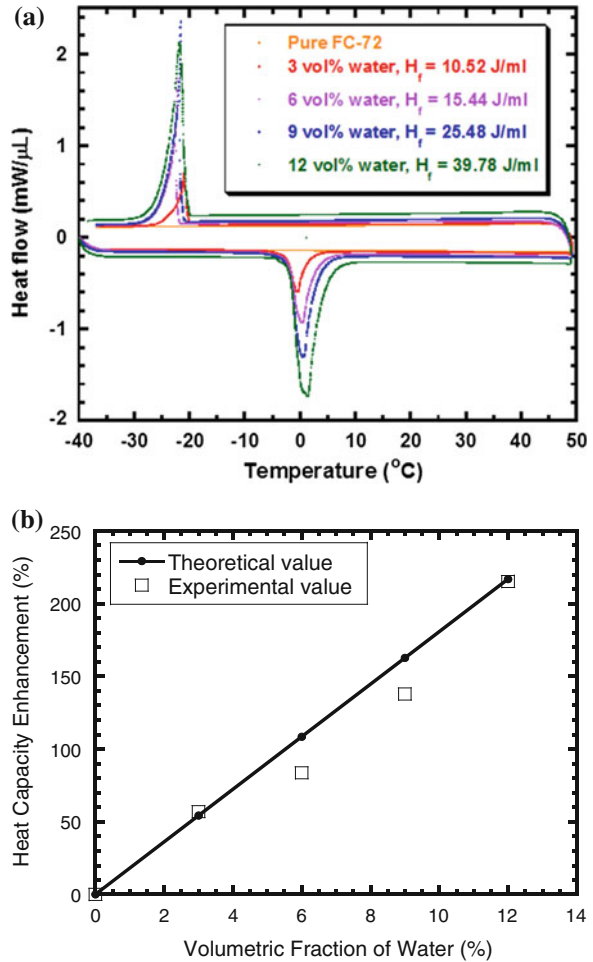 (a)
2
1
0
-1
-2
Heat flow (mW/μL)
Pure FC-72
3 vol% water, Hf = 10.52 J/ml
6 vol% water, Hf = 15.44 J/ml
9 vol% water, Hf = 25.48 J/ml
12 vol% water, Hf = 39.78 J/ml
-40 -30 -20 -10 0 10 20 30 40 50
Temperature (°C)
(b)
250
200
150
100
50
0
Heat Capacity Enhancement (%)
Theoretical value
Experimental value
0 2 4 6 8 10 12 14
Volumetric Fraction of Water (%)